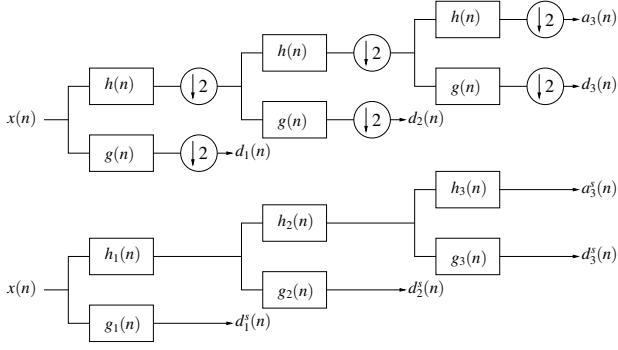 h(n) ↓2 a₃(n)
h(n) ↓2
h(n) ↓2 g(n) ↓2 d₃(n)
x(n) g(n) ↓2 d₂(n)
g(n) ↓2 d₁(n)
h₃(n) a₃ˢ(n)
h₂(n)
h₁(n) g₃(n) d₃ˢ(n)
x(n) g₂(n) d₂ˢ(n)
g₁(n) d₁ˢ(n)